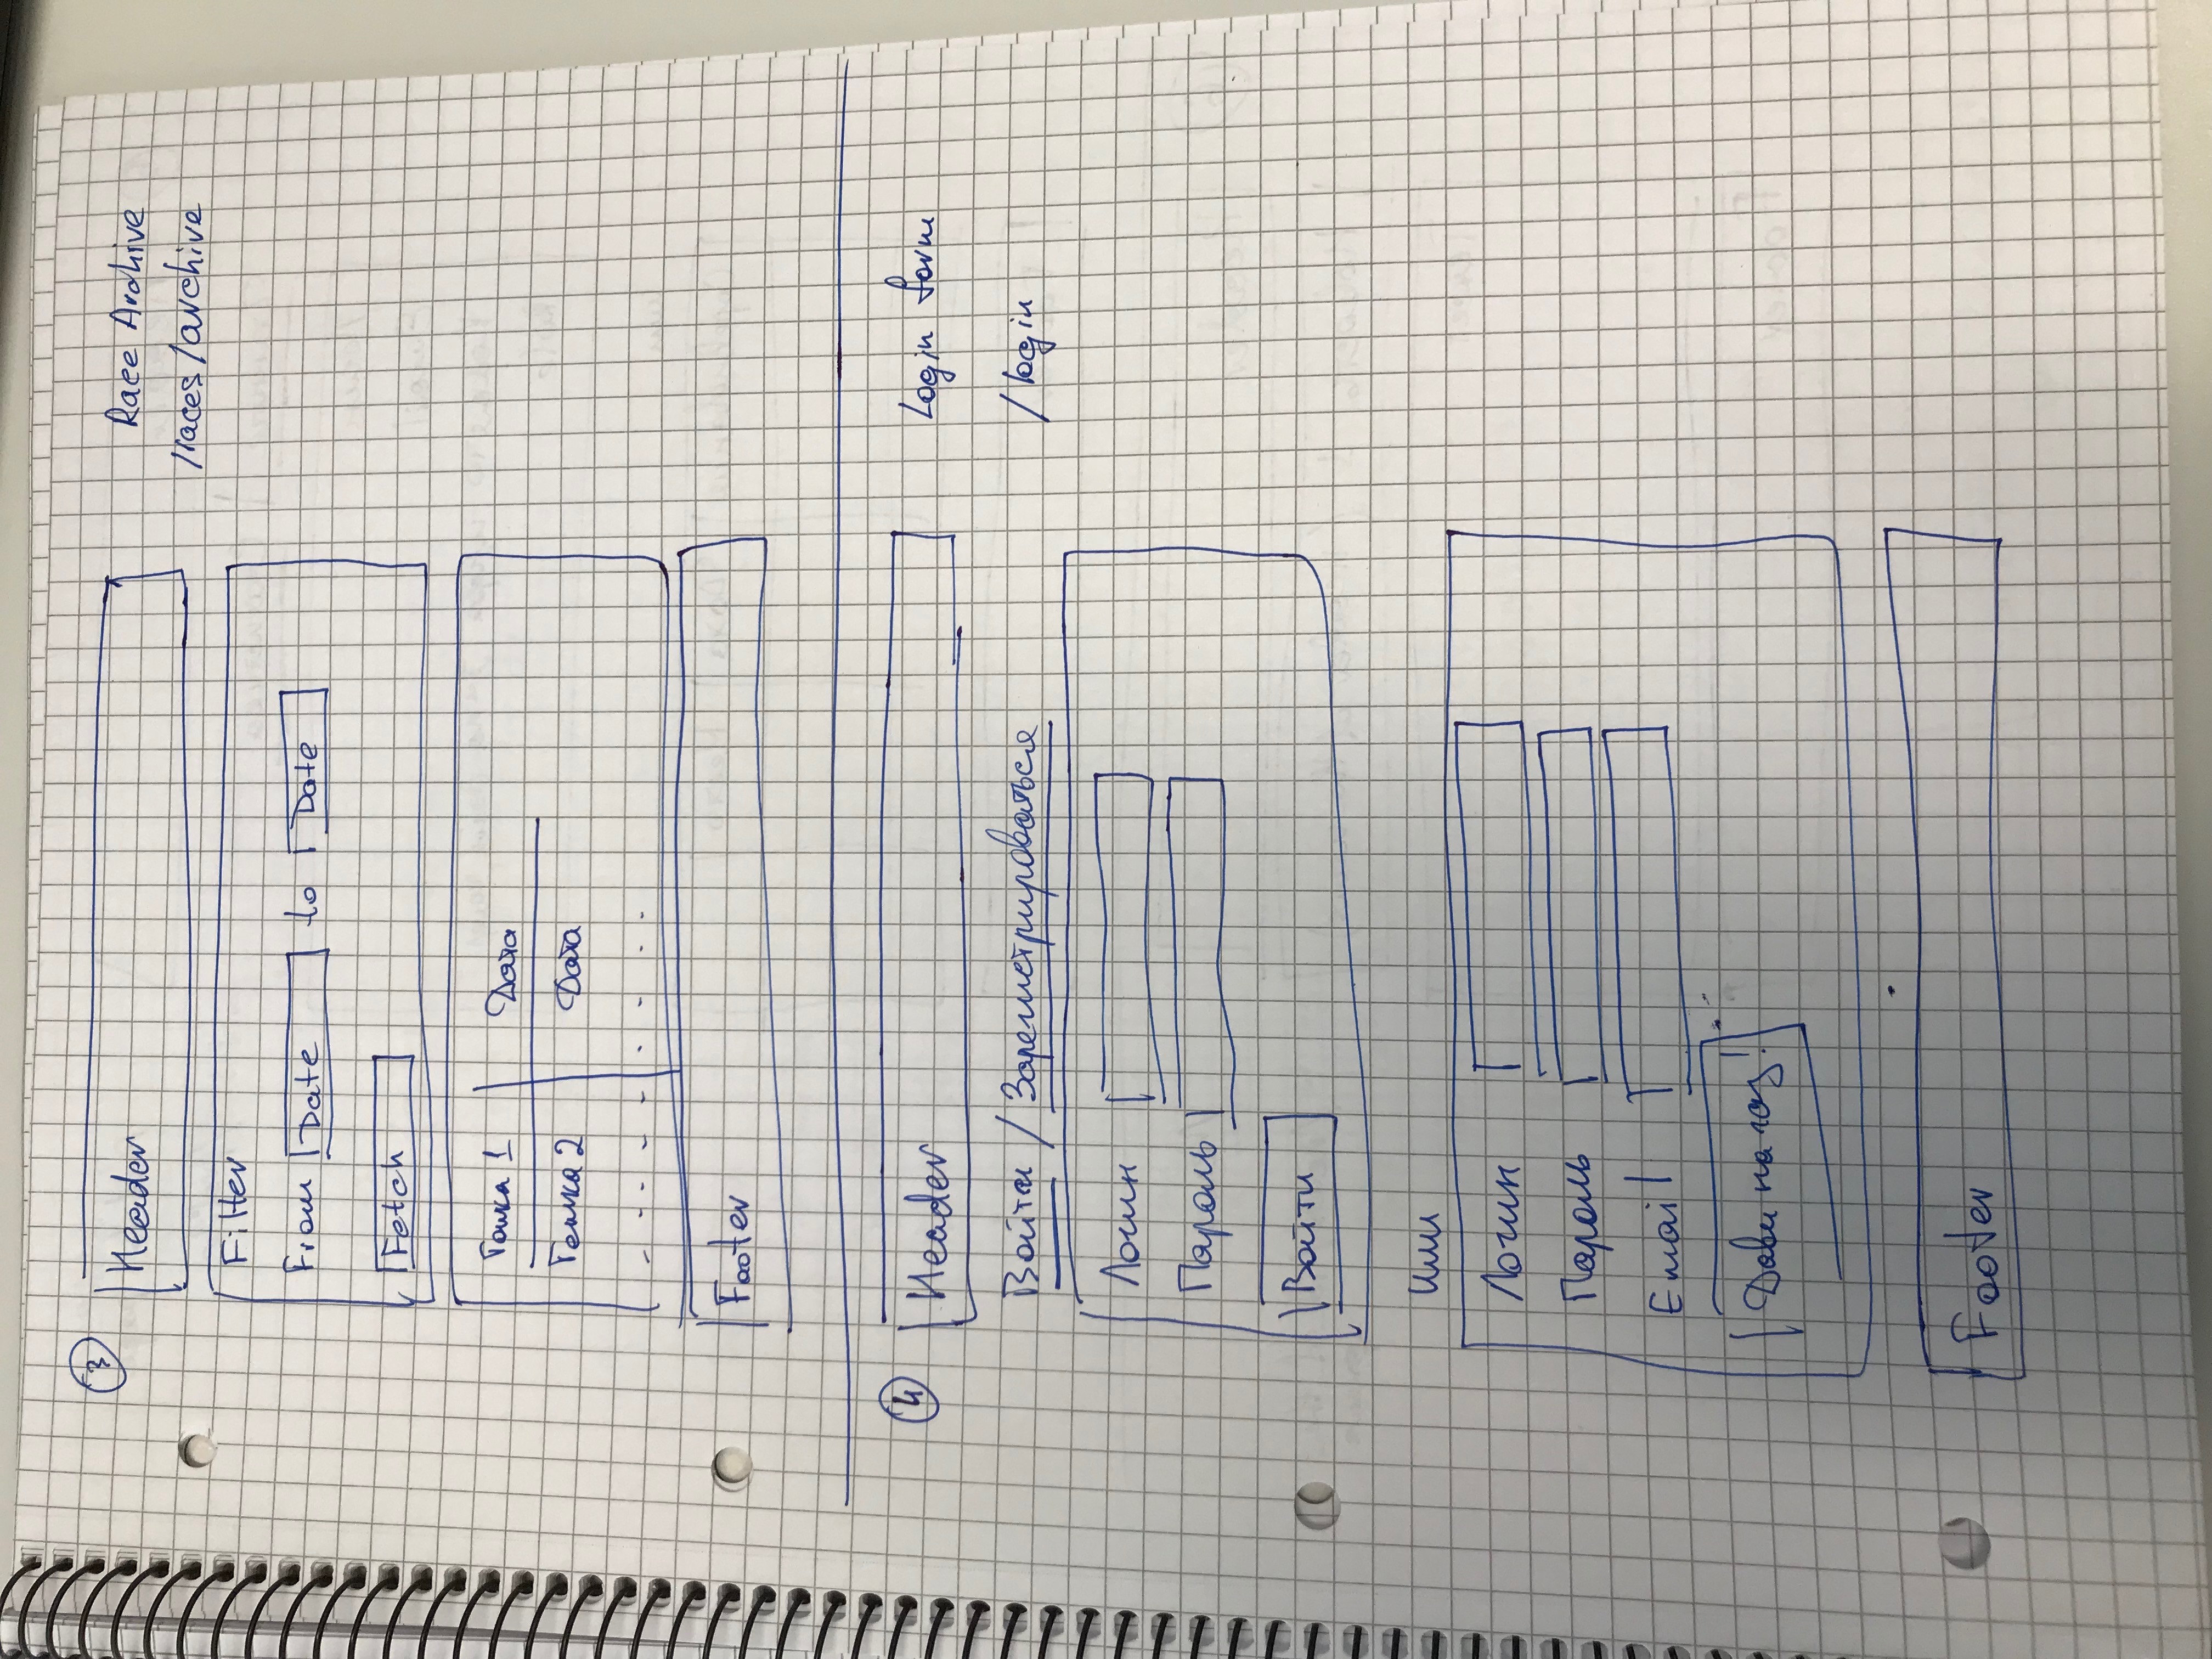 3
Header
Race Archive
/races/archive
Filter
From Date to Date
Fetch
Гонка 1 Дата
Гонка 2 Дата
Footer
4
Header
Login form
Войти / Зарегистрироваться
/login
Логин
Пароль
Войти
или
Логин
Пароль
Email
Дави на газ!
Footer